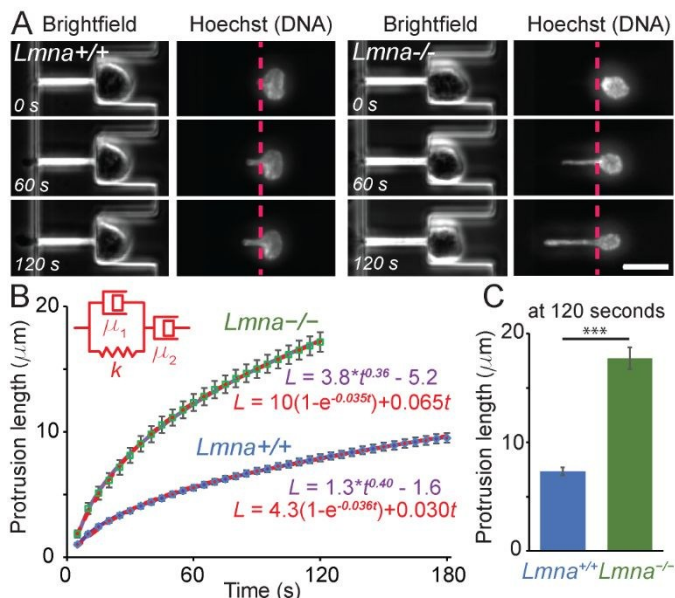 A Brightfield Hoechst (DNA) Brightfield Hoechst (DNA)
Lmna+/+ Lmna-/-
0 s 0 s
60 s 60 s
120 s 120 s
B
Protrusion length (μm)
20
10
0
0 60 120 180
Time (s)
μ1
μ2
k
Lmna−/−
L = 3.8*t^0.36 - 5.2
L = 10(1-e^-0.035t)+0.065t
Lmna+/+
L = 1.3*t^0.40 - 1.6
L = 4.3(1-e^-0.036t)+0.030t
C
at 120 seconds
***
Protrusion length (μm)
20
10
0
Lmna+/+ Lmna−/−